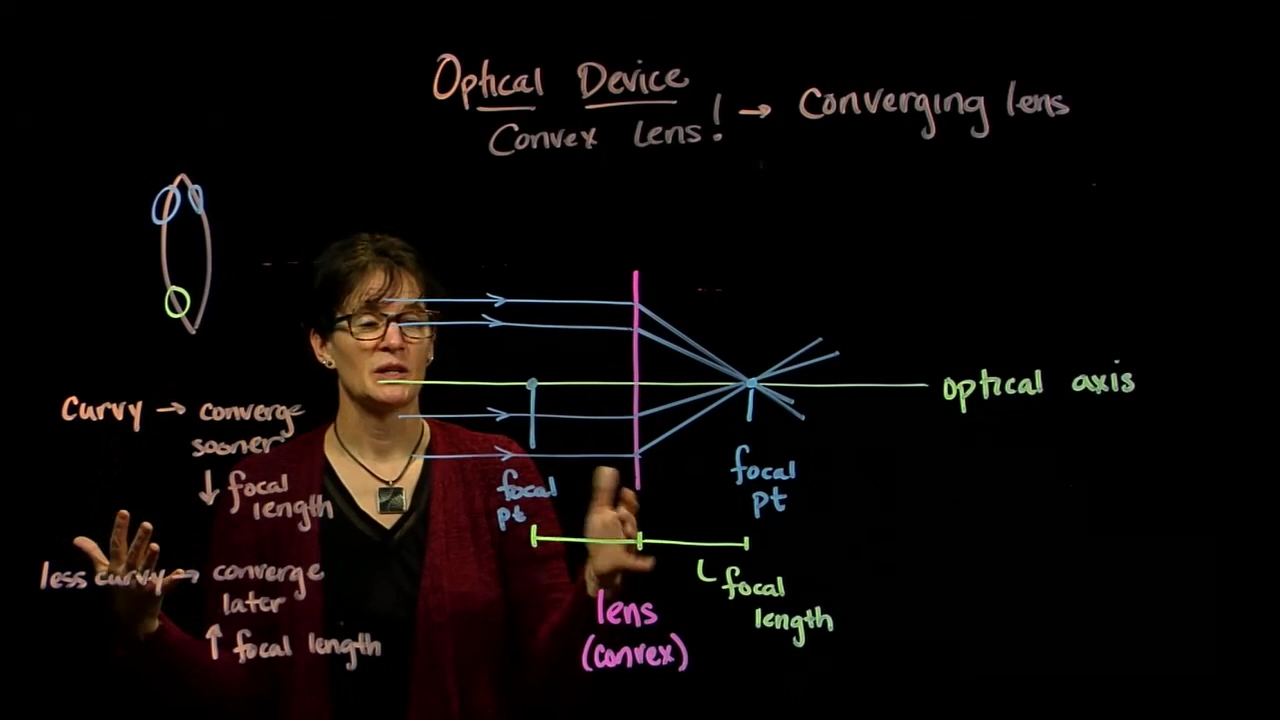 Optical Device
Convex Lens! → Converging lens
optical axis
Curvy → converge
sooner
↓ focal
length
focal
pt
focal
pt
less curvy → converge
later
↑ focal length
focal
length
lens
(convex)